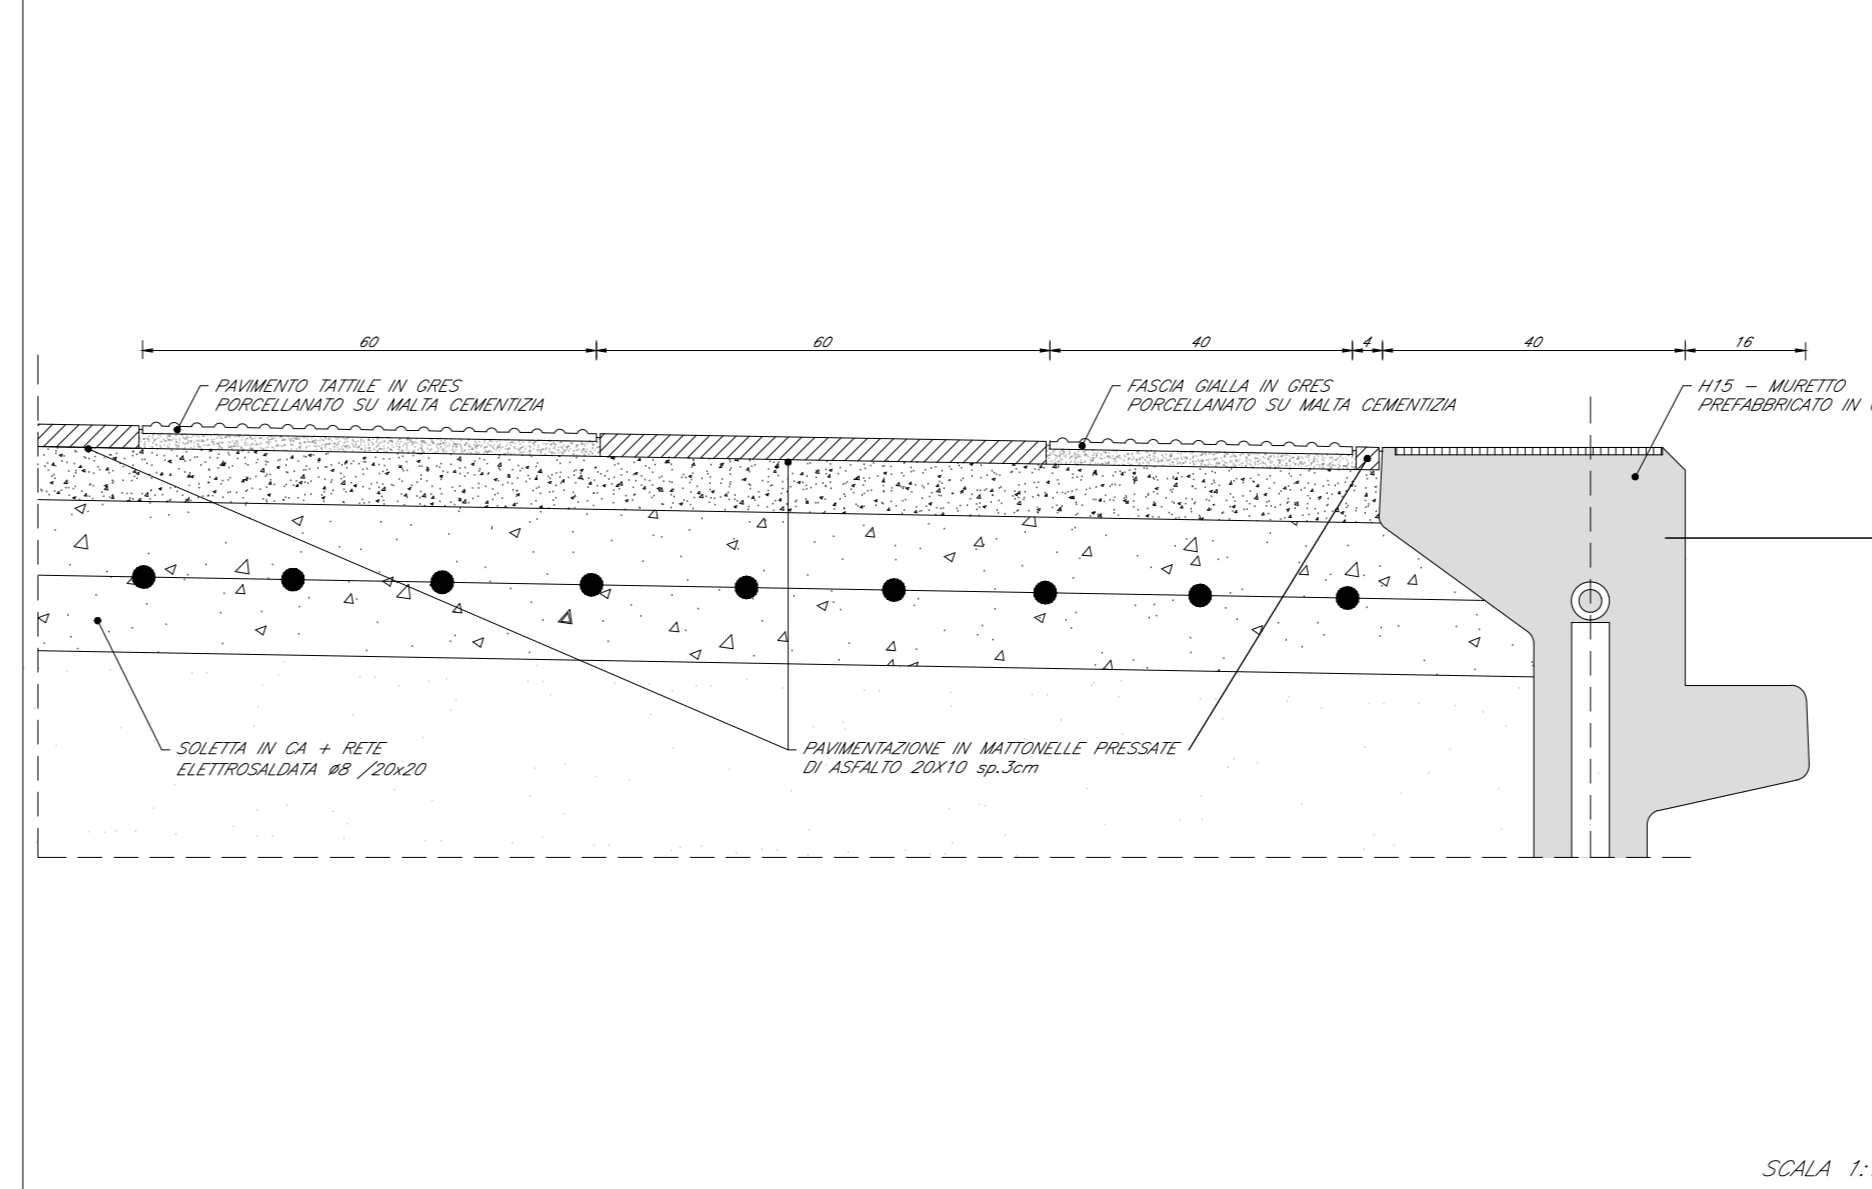 60 60 40 4 40 16
PAVIMENTO TATTILE IN GRES
PORCELLANATO SU MALTA CEMENTIZIA
FASCIA GIALLA IN GRES
PORCELLANATO SU MALTA CEMENTIZIA
H15 - MURETTO
PREFABBRICATO IN
SOLETTA IN CA + RETE
ELETTROSALDATA ø8 /20x20
PAVIMENTAZIONE IN MATTONELLE PRESSATE
DI ASFALTO 20X10 sp.3cm
SCALA 1: